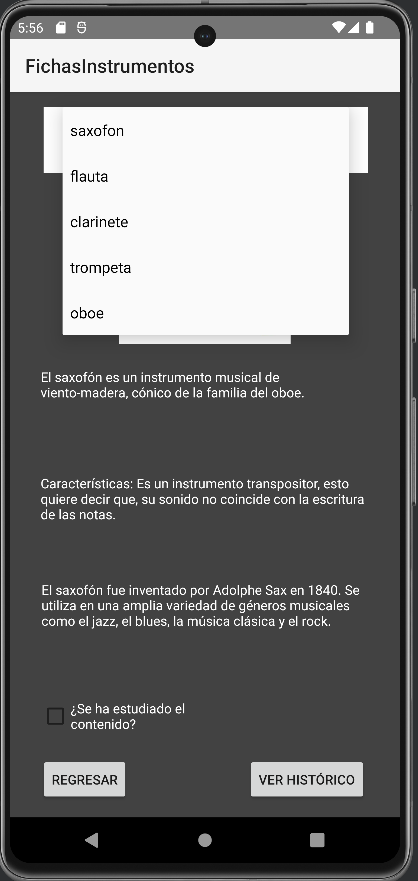 5:56
FichasInstrumentos
saxofon
flauta
clarinete
trompeta
oboe
El saxofón es un instrumento musical de
viento-madera, cónico de la familia del oboe.
Características: Es un instrumento transpositor, esto
quiere decir que, su sonido no coincide con la escritura
de las notas.
El saxofón fue inventado por Adolphe Sax en 1840. Se
utiliza en una amplia variedad de géneros musicales
como el jazz, el blues, la música clásica y el rock.
¿Se ha estudiado el
contenido?
REGRESAR
VER HISTÓRICO